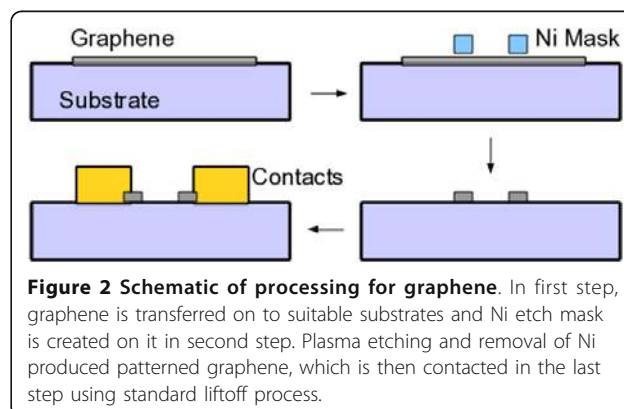 Graphene
Ni Mask
Substrate
Contacts
Figure 2 Schematic of processing for graphene. In first step,
graphene is transferred on to suitable substrates and Ni etch mask
is created on it in second step. Plasma etching and removal of Ni
produced patterned graphene, which is then contacted in the last
step using standard liftoff process.